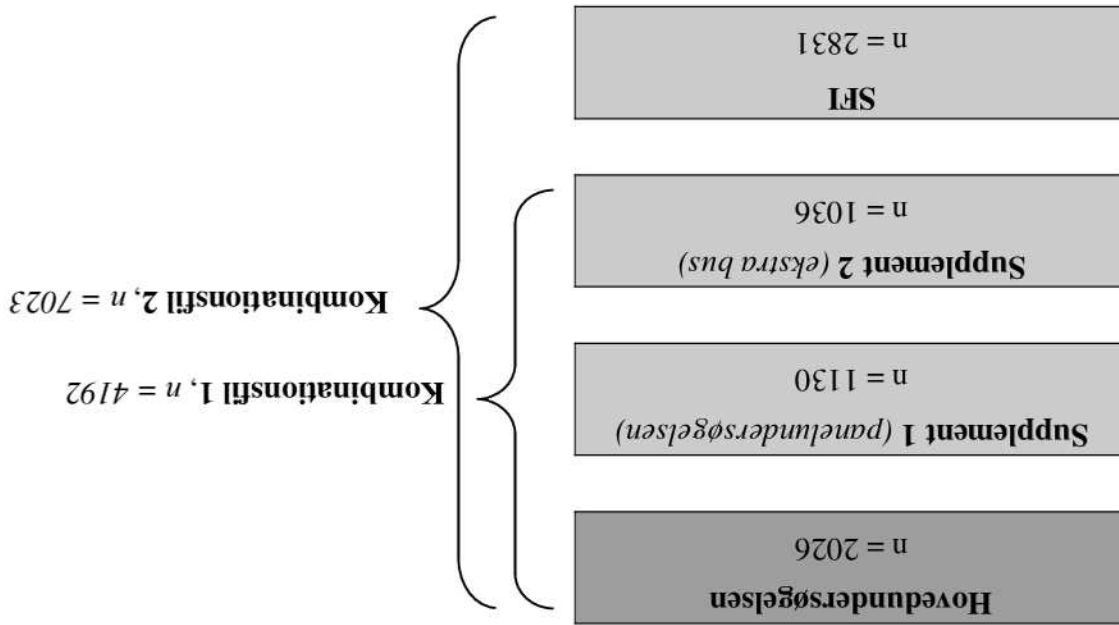 Hovedundersøgelsen
n = 2026
Supplement 1 (panelundersøgelsen)
n = 1130
Supplement 2 (ekstra bus)
n = 1036
SFI
n = 2831
Kombinationsfil 1, n = 4192
Kombinationsfil 2, n = 7023